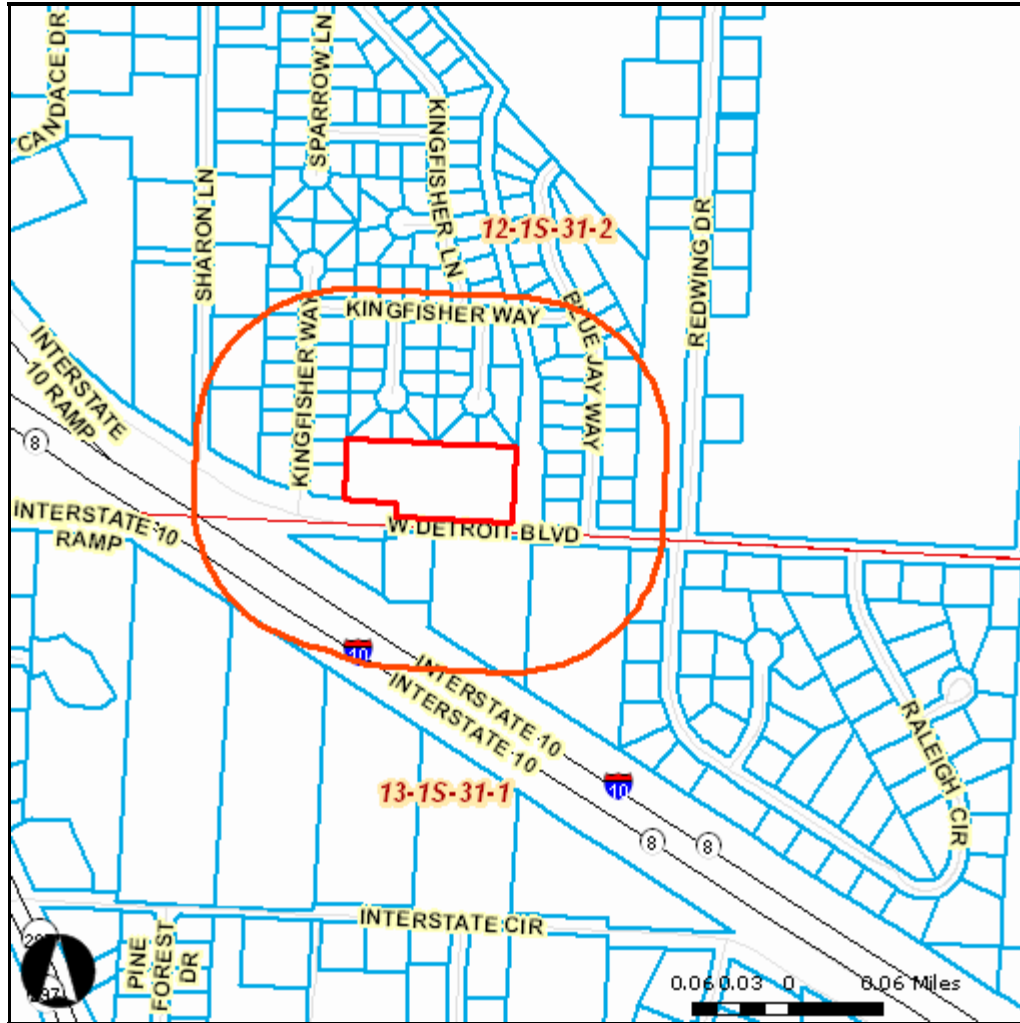 CANDACE DR
SHARON LN
SPARROW LN
KINGFISHER LN
12-1S-31-2
REDWING DR
KINGFISHER WAY
KINGFISHER WAY
BLUE JAY WAY
INTERSTATE
10 RAMP
8
INTERSTATE 10
RAMP
W DETROIT BLVD
10
INTERSTATE 10
INTERSTATE 10
13-1S-31-1
10
8
8
RALEIGH CIR
INTERSTATE CIR
PINE
FOREST
DR
0.06 0.03 0 0.06 Miles